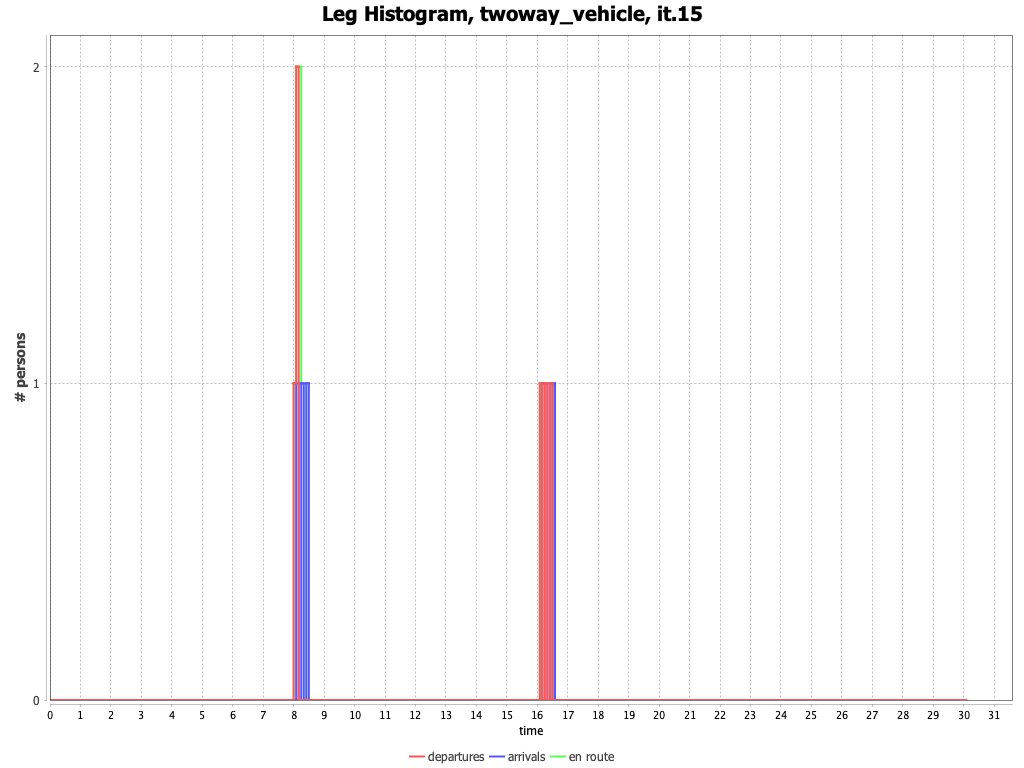 Leg Histogram, twoway_vehicle, it.15
# persons
2
1
0
0 1 2 3 4 5 6 7 8 9 10 11 12 13 14 15 16 17 18 19 20 21 22 23 24 25 26 27 28 29 30 31
time
departures arrivals en route